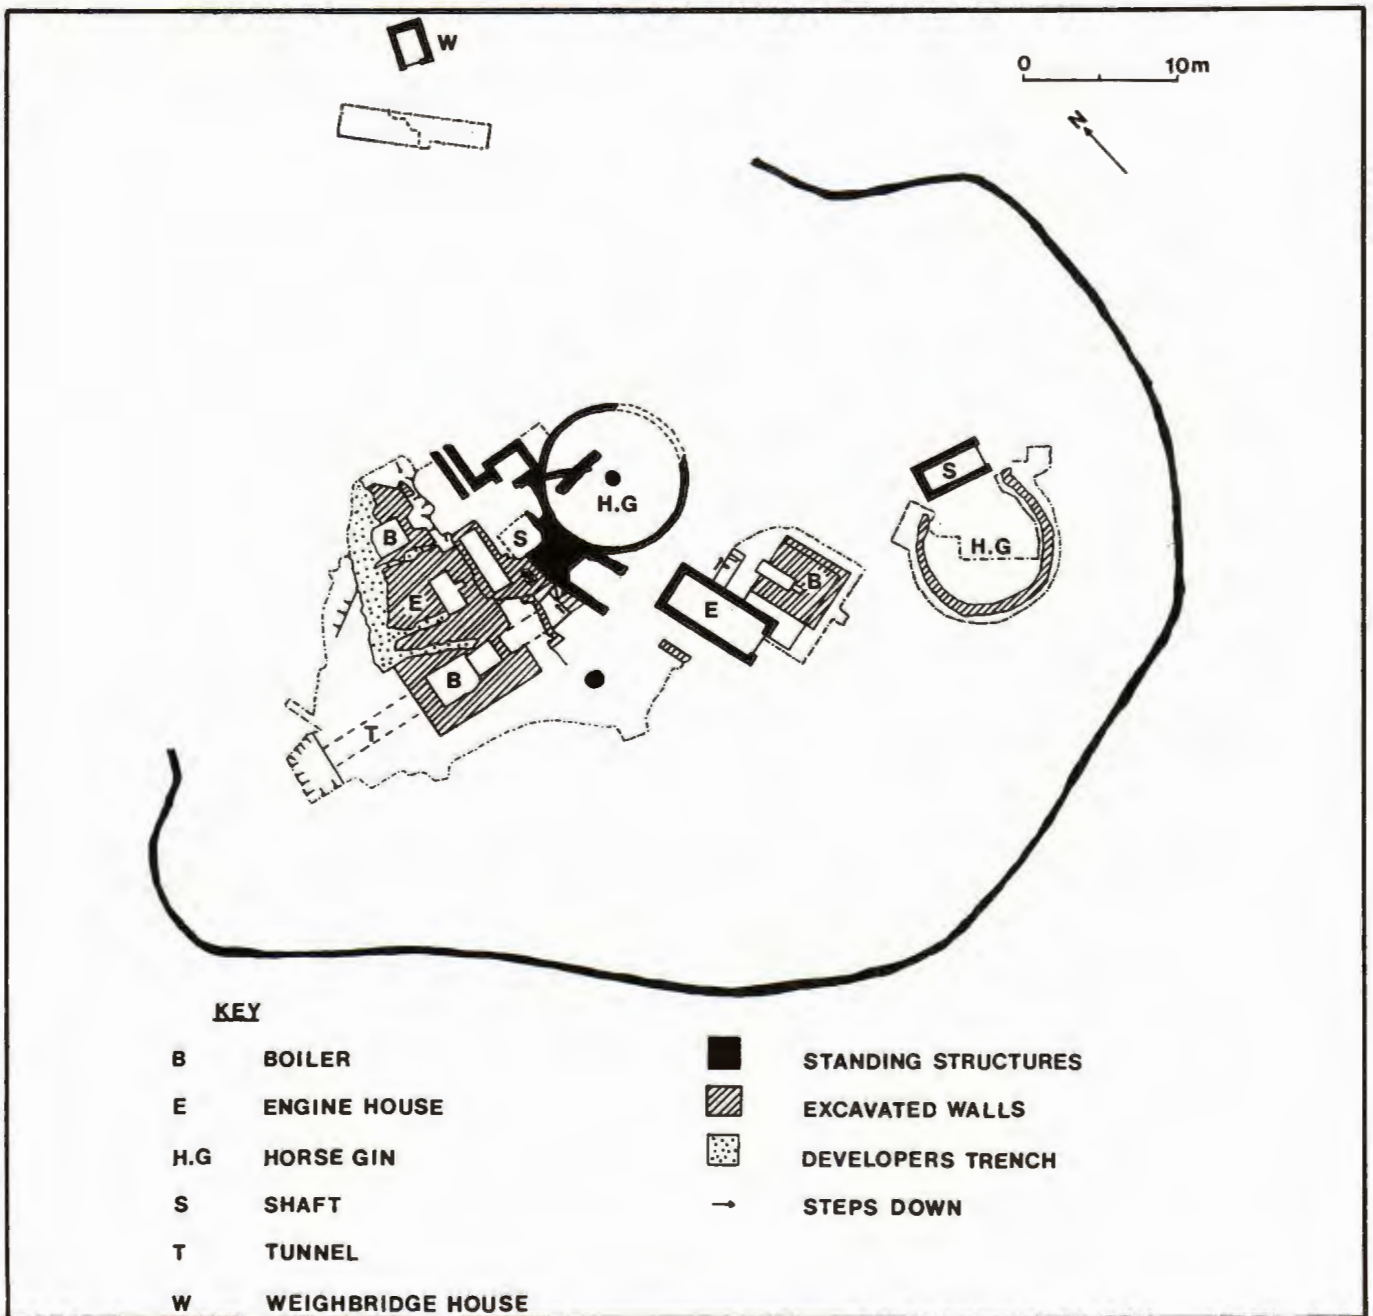 W
0 10m
N
S
H.G
B
S
H.G
B
E
E
B
T
KEY
B BOILER
E ENGINE HOUSE
H.G HORSE GIN
S SHAFT
T TUNNEL
W WEIGHBRIDGE HOUSE
STANDING STRUCTURES
EXCAVATED WALLS
DEVELOPERS TRENCH
→ STEPS DOWN